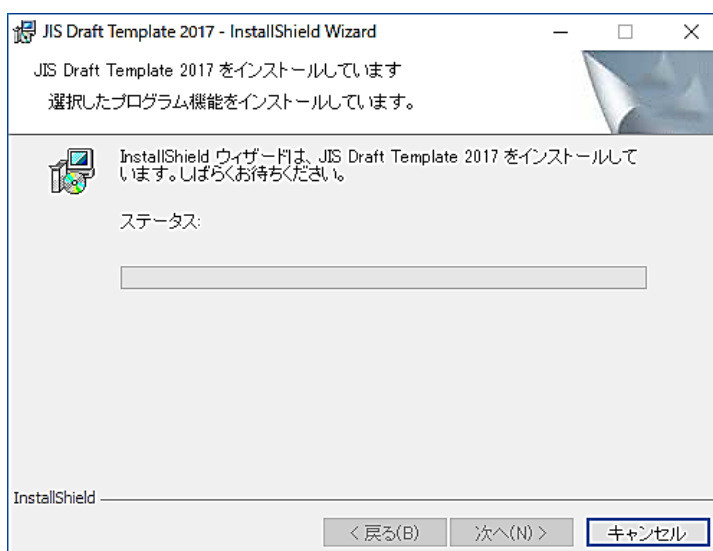 JIS Draft Template 2017 - InstallShield Wizard
JIS Draft Template 2017 をインストールしています
選択したプログラム機能をインストールしています。
InstallShield ウィザードは、JIS Draft Template 2017 をインストールして
います。しばらくお待ちください。
ステータス:
InstallShield
< 戻る(B) 次へ(N) > キャンセル